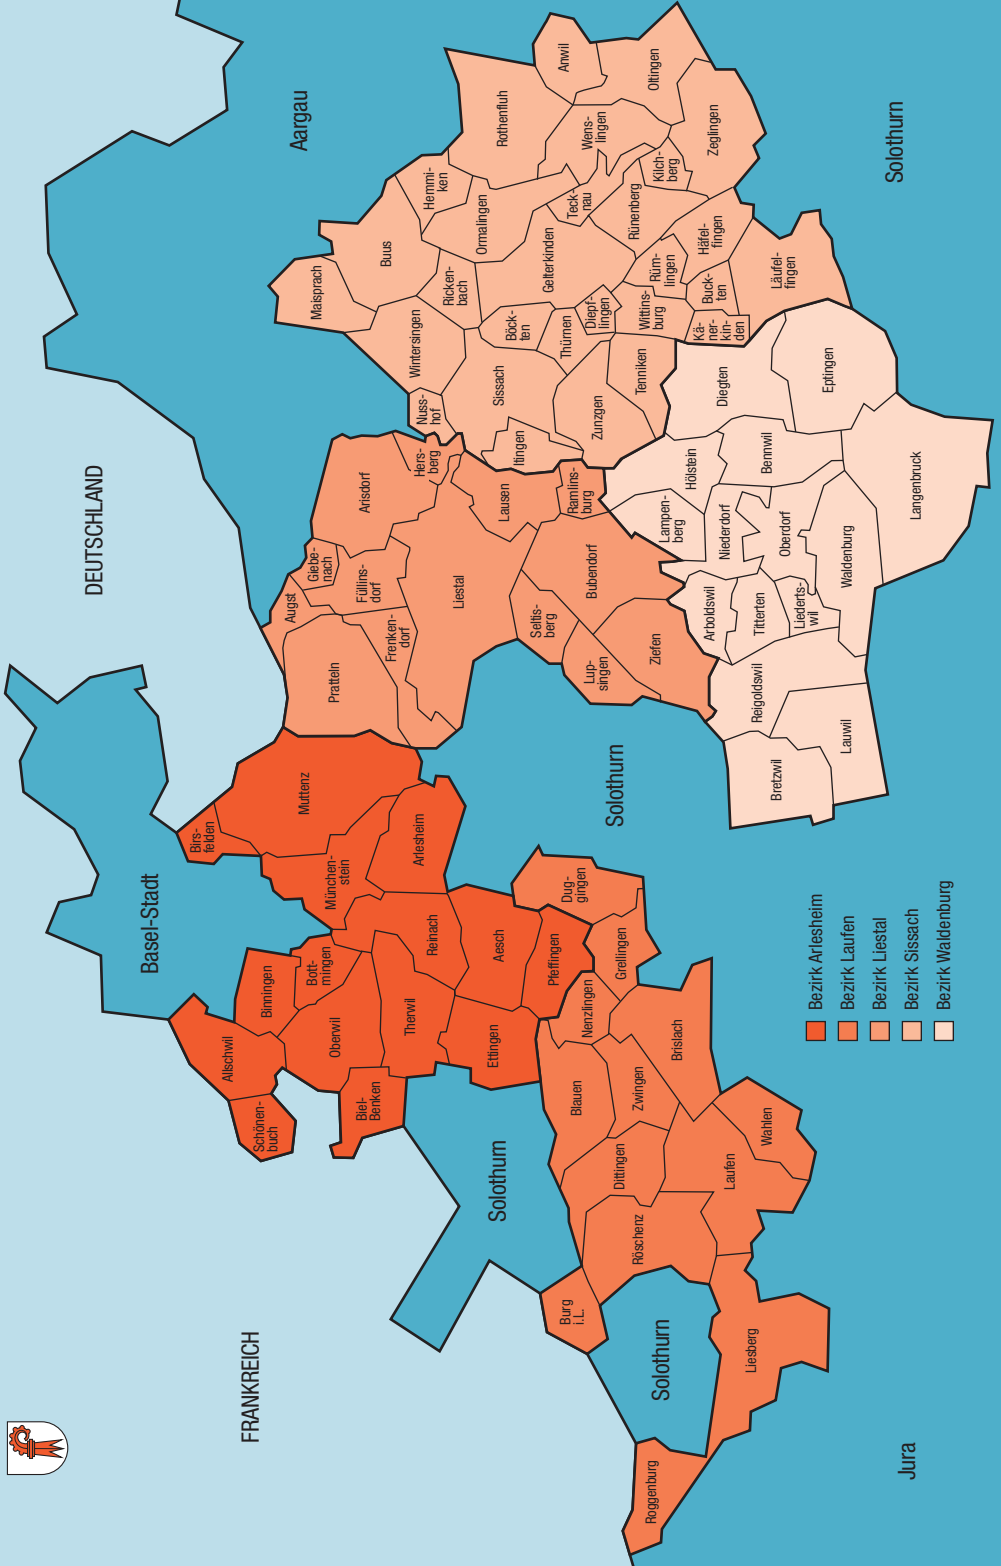 DEUTSCHLAND
FRANKREICH
Basel-Stadt
Aargau
Solothurn
Solothurn
Solothurn
Solothurn
Jura
Schönen-
buch
Allschwil
Binningen
Biel-
Benken
Oberwil
Bott-
mingen
Therwil
Ettingen
Reinach
Aesch
Pfeffingen
München-
stein
Arlesheim
Birs-
felden
Muttenz
Roggenburg
Burg
i.L.
Liesberg
Röschenz
Laufen
Wahlen
Dittingen
Blauen
Zwingen
Brislach
Nenzlingen
Grellingen
Dug-
gingen
Pratteln
Augst
Giebe-
nach
Frenken-
dorf
Füllins-
dorf
Arisdorf
Hers-
berg
Liestal
Lausen
Seltis-
berg
Lup-
singen
Bubendorf
Ramlins-
burg
Ziefen
Maisprach
Buus
Wintersingen
Nuss-
hof
Hemmi-
ken
Ricken-
bach
Ormalingen
Rothenfluh
Anwil
Oltingen
Wens-
lingen
Zeglingen
Kilch-
berg
Teck-
nau
Rünenberg
Gelterkinden
Böck-
ten
Sissach
Itingen
Thürnen
Diepf-
lingen
Zunzgen
Tenniken
Wittins-
burg
Rüm-
lingen
Häfel-
fingen
Buck-
ten
Kä-
ner-
kin-
den
Läufel-
fingen
Diegten
Eptingen
Hölstein
Bennwil
Lampen-
berg
Niederdorf
Oberdorf
Waldenburg
Langenbruck
Arboldswil
Titterten
Liederts-
wil
Reigoldswil
Bretzwil
Lauwil
Bezirk Arlesheim
Bezirk Laufen
Bezirk Liestal
Bezirk Sissach
Bezirk Waldenburg